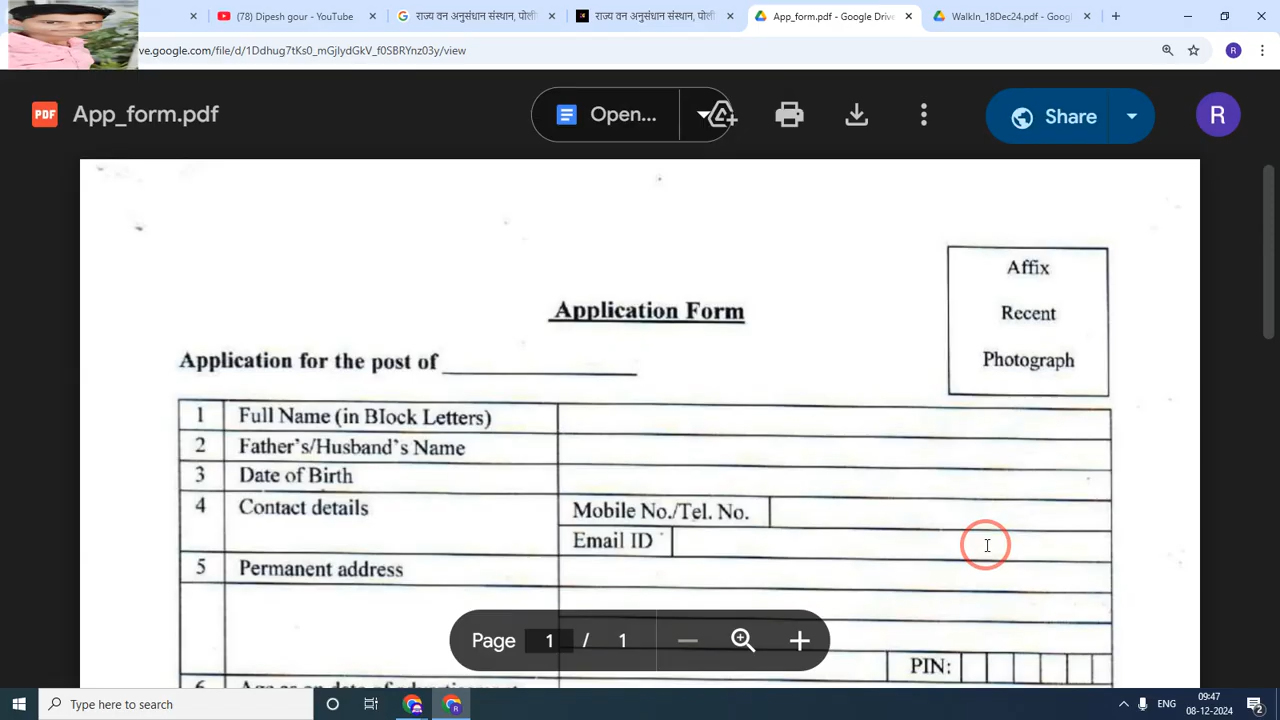 (78) Dipesh gour - YouTube
राज्य वन अनुसंधान संस्थान, पोली
राज्य वन अनुसंधान संस्थान, पोली
App_form.pdf - Google Drive
WalkIn_18Dec24.pdf - Googl
ve.google.com/file/d/1Ddhug7tKs0_mGjlydGkV_f0SBRYnz03y/view
R
PDF
App_form.pdf
Open...
Share
R
Affix
Recent
Photograph
Application Form
Application for the post of
1 Full Name (in Block Letters)
2 Father's/Husband's Name
3 Date of Birth
4 Contact details
Mobile No./Tel. No.
Email ID
5 Permanent address
PIN:
Page 1 / 1
Type here to search
ENG
09:47
08-12-2024
2